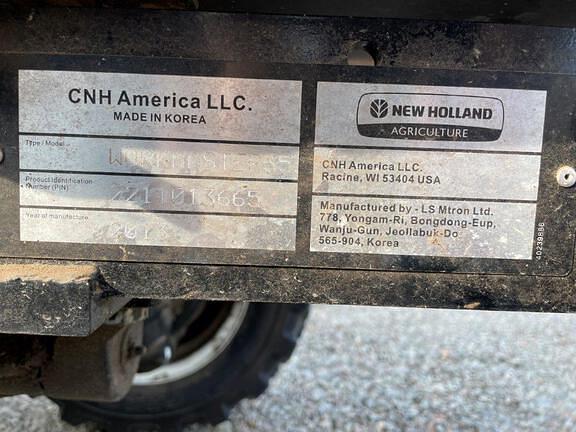 CNH America LLC.
MADE IN KOREA
Type / Model
Product Identification
Number (PIN)
2211013665
Year of manufacture
NEW HOLLAND
AGRICULTURE
CNH America LLC.
Racine, WI 53404 USA
Manufactured by - LS Mtron Ltd.
778, Yongam-Ri, Bongdong-Eup,
Wanju-Gun, Jeollabuk-Do
565-904, Korea
40239886